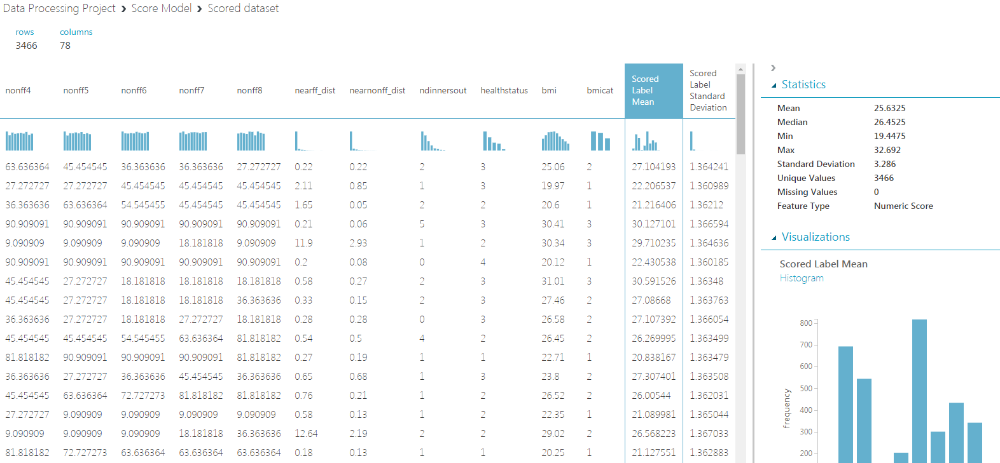 Data Processing Project › Score Model › Scored dataset
rows columns
3466 78
nonff4 nonff5 nonff6 nonff7 nonff8 nearff_dist nearnonff_dist ndinnersout healthstatus bmi bmicat Scored Label Mean Scored Label Standard Deviation
63.636364 45.454545 36.363636 36.363636 27.272727 0.22 0.22 2 3 25.06 2 27.104193 1.364241
27.272727 27.272727 45.454545 45.454545 45.454545 2.11 0.85 1 3 19.97 1 22.206537 1.360989
36.363636 63.636364 54.545455 45.454545 45.454545 1.65 0.05 2 2 20.6 1 21.216406 1.36212
90.909091 90.909091 90.909091 90.909091 90.909091 0.21 0.06 5 3 30.41 3 30.127101 1.366594
9.090909 9.090909 9.090909 18.181818 9.090909 11.9 2.93 1 2 30.34 3 29.710235 1.364636
90.909091 90.909091 90.909091 90.909091 90.909091 0.2 0.08 0 4 20.12 1 22.430538 1.360185
45.454545 27.272727 18.181818 18.181818 18.181818 0.58 0.27 2 3 31.01 3 30.591526 1.36348
45.454545 27.272727 18.181818 18.181818 36.363636 0.33 0.15 2 3 27.46 2 27.08668 1.363763
36.363636 27.272727 18.181818 27.272727 18.181818 0.28 0.28 0 3 26.58 2 27.107392 1.366054
45.454545 45.454545 54.545455 63.636364 81.818182 0.54 0.5 4 2 26.45 2 26.269995 1.363499
81.818182 90.909091 90.909091 90.909091 81.818182 0.27 0.19 1 1 22.71 1 20.838167 1.363479
36.363636 27.272727 36.363636 45.454545 36.363636 0.65 0.68 1 3 23.8 2 27.307401 1.363508
45.454545 63.636364 72.727273 81.818182 81.818182 0.76 0.21 1 2 26.52 2 26.00544 1.362031
27.272727 9.090909 9.090909 9.090909 9.090909 0.58 0.13 1 2 22.35 1 21.089981 1.365044
9.090909 9.090909 9.090909 18.181818 36.363636 12.64 2.19 2 2 29.02 2 26.568223 1.367033
81.818182 72.727273 63.636364 63.636364 63.636364 0.18 0.13 1 1 20.25 1 21.127551 1.362883
Statistics
Mean 25.6325
Median 26.4525
Min 19.4475
Max 32.692
Standard Deviation 3.286
Unique Values 3466
Missing Values 0
Feature Type Numeric Score
Visualizations
Scored Label Mean
Histogram
800
700
600
500
400
300
200
frequency